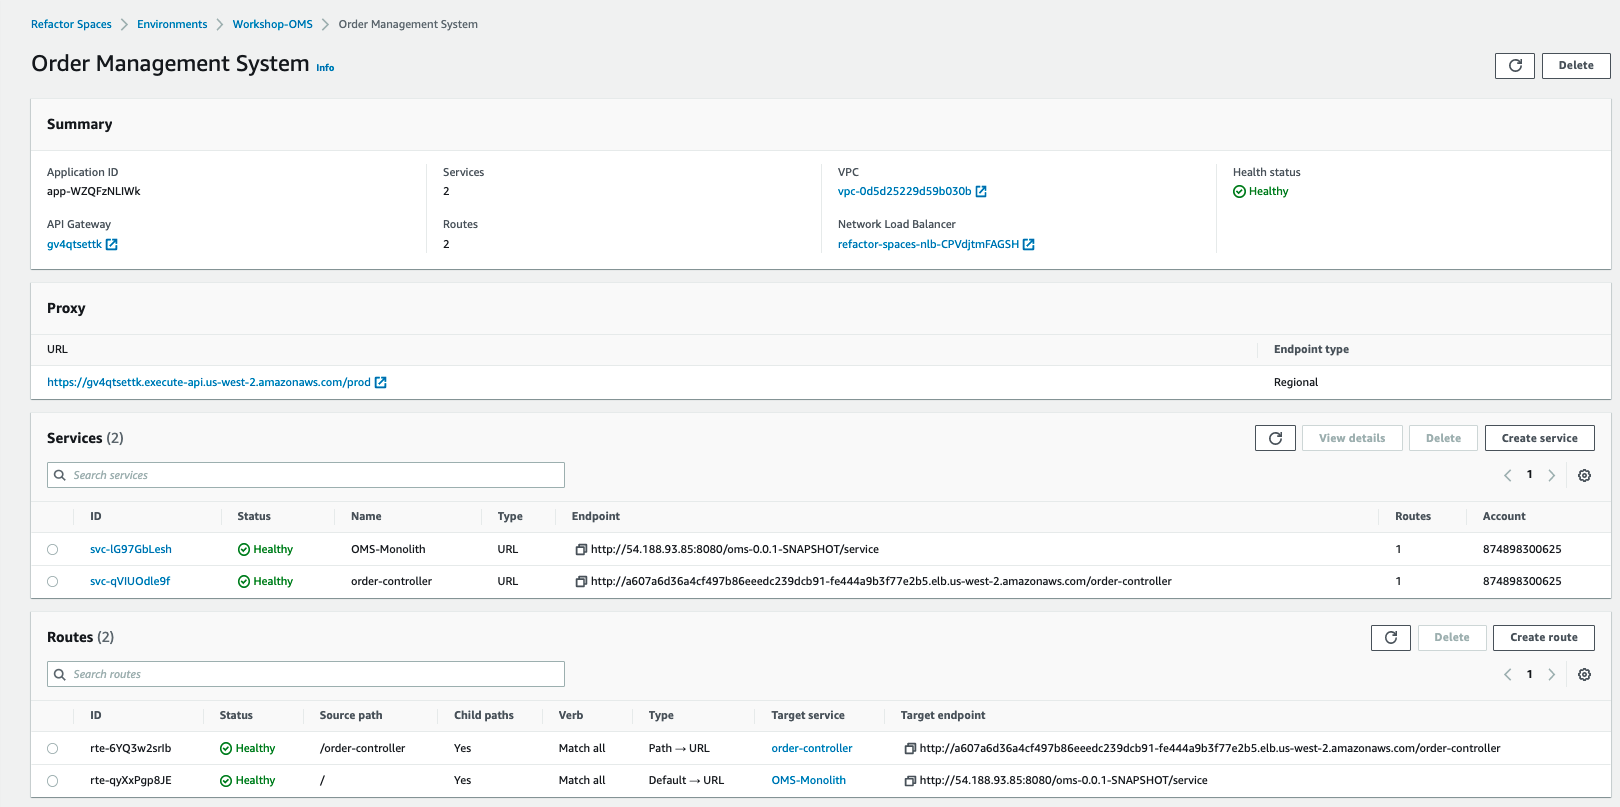 Refactor Spaces > Environments > Workshop-OMS > Order Management System
Order Management System Info
Delete
Summary
Application ID Services VPC Health status
app-WZQFzNLIWk 2 vpc-0d5d25229d59b030b Healthy
API Gateway Routes Network Load Balancer
gv4qtsettk 2 refactor-spaces-nlb-CPVdjtmFAGSH
Proxy
URL Endpoint type
https://gv4qtsettk.execute-api.us-west-2.amazonaws.com/prod Regional
Services (2) View details Delete Create service
Search services 1
ID Status Name Type Endpoint Routes Account
svc-lG97GbLesh Healthy OMS-Monolith URL http://54.188.93.85:8080/oms-0.0.1-SNAPSHOT/service 1 874898300625
svc-qVIUOdle9f Healthy order-controller URL http://a607a6d36a4cf497b86eeedc239dcb91-fe444a9b3f77e2b5.elb.us-west-2.amazonaws.com/order-controller 1 874898300625
Routes (2) Delete Create route
Search routes 1
ID Status Source path Child paths Verb Type Target service Target endpoint
rte-6YQ3w2srIb Healthy /order-controller Yes Match all Path → URL order-controller http://a607a6d36a4cf497b86eeedc239dcb91-fe444a9b3f77e2b5.elb.us-west-2.amazonaws.com/order-controller
rte-qyXxPgp8JE Healthy / Yes Match all Default → URL OMS-Monolith http://54.188.93.85:8080/oms-0.0.1-SNAPSHOT/service